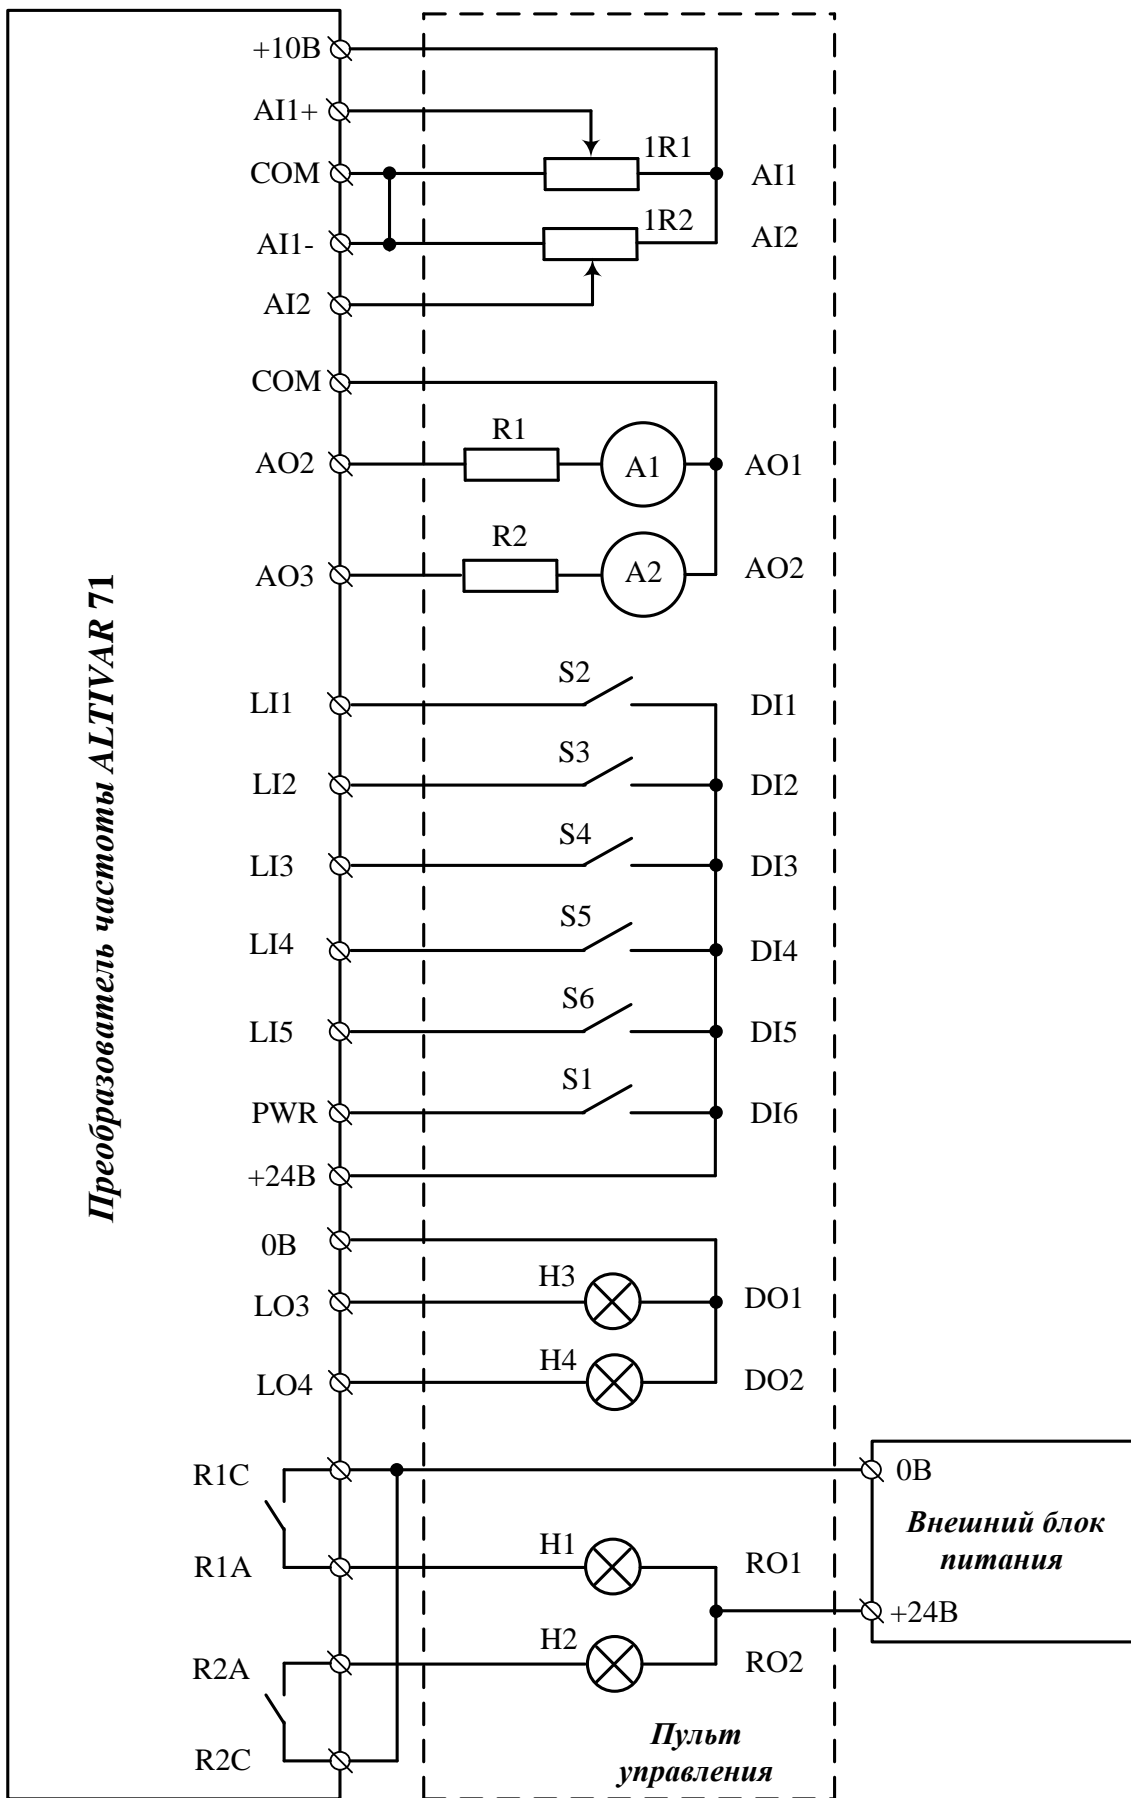 +10В
AI1+
1R1
COM
AI1
1R2
AI1-
AI2
AI2
COM
R1
AO2
A1
AO1
R2
AO3
A2
AO2
Преобразователь частоты ALTIVAR 71
S2
LI1
DI1
S3
LI2
DI2
S4
LI3
DI3
S5
LI4
DI4
S6
LI5
DI5
S1
PWR
DI6
+24В
0В
H3
LO3
DO1
H4
LO4
DO2
R1C
0В
Внешний блок
питания
H1
R1A
RO1
+24В
H2
R2A
RO2
R2C
Пульт
управления